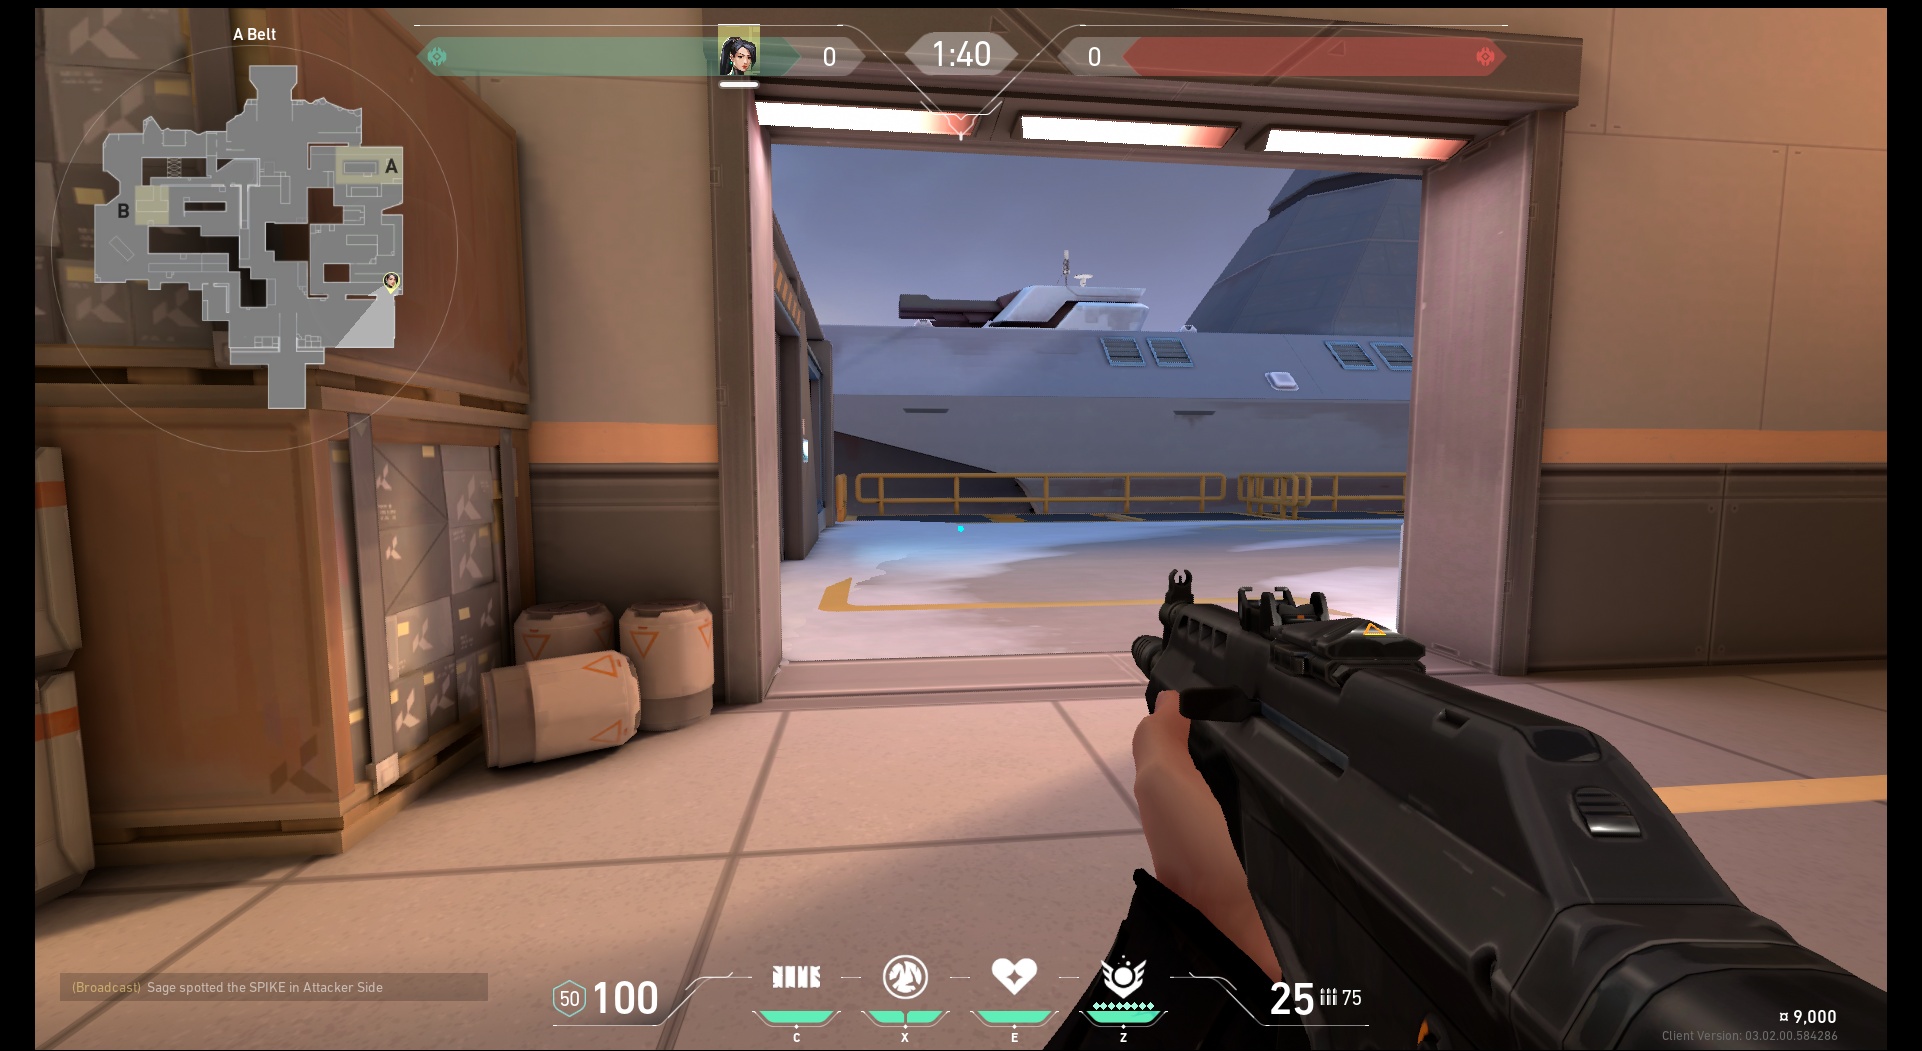 A Belt
0
1:40
0
A
B
(Broadcast) Sage spotted the SPIKE in Attacker Side
50
100
C
X
E
Z
25
75
¤ 9,000
Client Version: 03.02.00.584286